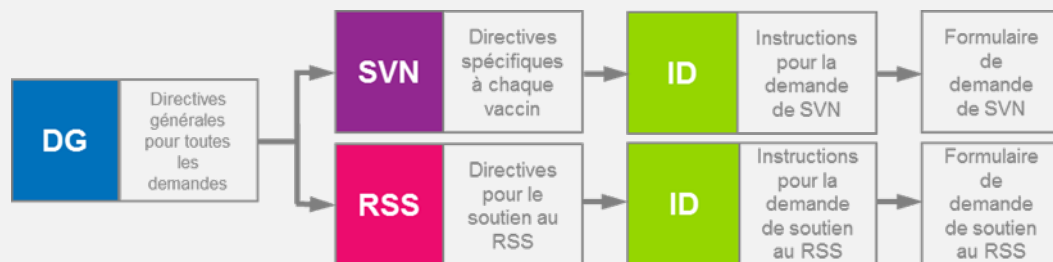 DG
Directives
générales
pour toutes
les
demandes
SVN
Directives
spécifiques
à chaque
vaccin
ID
Instructions
pour la
demande
de SVN
Formulaire
de
demande
de SVN
RSS
Directives
pour le
soutien au
RSS
ID
Instructions
pour la
demande
de soutien
au RSS
Formulaire
de
demande
de soutien
au RSS